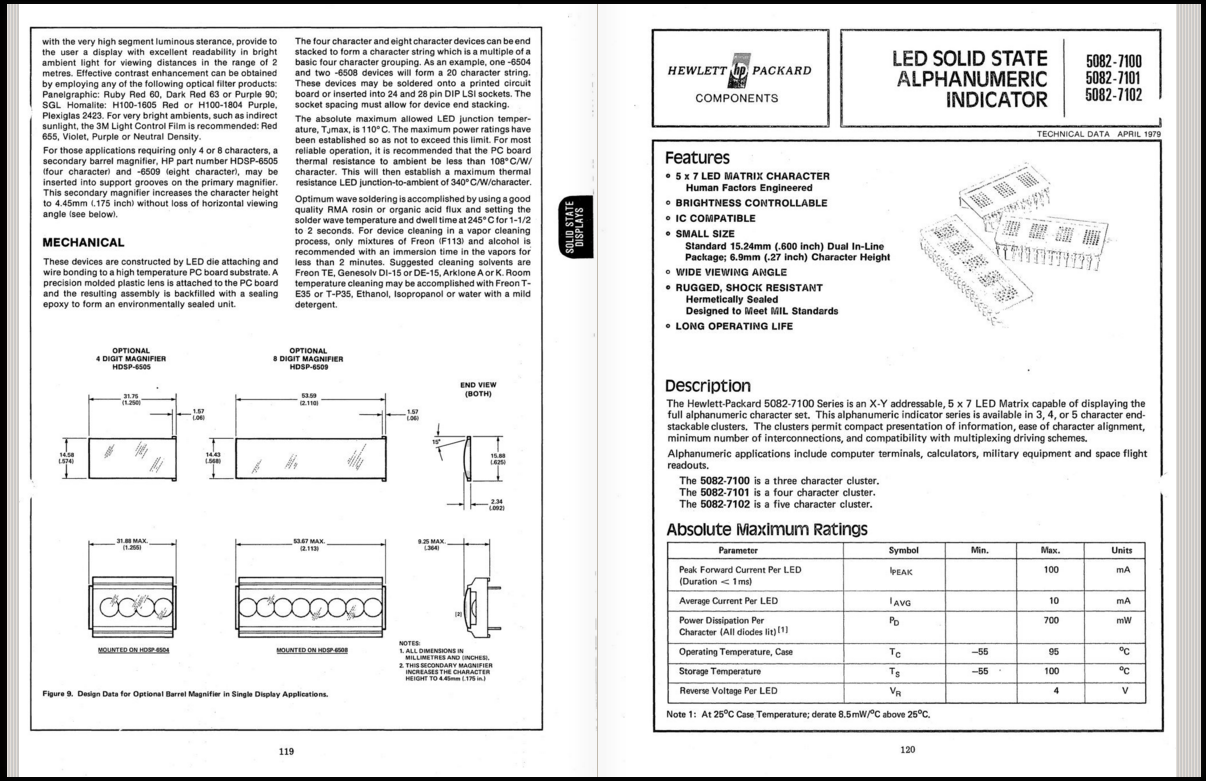 with the very high segment luminous sterance, provide to
the user a display with excellent readability in bright
ambient light for viewing distances in the range of 2
metres. Effective contrast enhancement can be obtained
by employing any of the following optical filter products:
Panelgraphic: Ruby Red 60, Dark Red 63 or Purple 90;
SGL Homalite: H100-1605 Red or H100-1804 Purple,
Plexiglas 2423. For very bright ambients, such as indirect
sunlight, the 3M Light Control Film is recommended: Red
655, Violet, Purple or Neutral Density.
For those applications requiring only 4 or 8 characters, a
secondary barrel magnifier, HP part number HDSP-6505
(four character) and -6509 (eight character), may be
inserted into support grooves on the primary magnifier.
This secondary magnifier increases the character height
to 4.45mm (.175 inch) without loss of horizontal viewing
angle (see below).
MECHANICAL
These devices are constructed by LED die attaching and
wire bonding to a high temperature PC board substrate. A
precision molded plastic lens is attached to the PC board
and the resulting assembly is backfilled with a sealing
epoxy to form an environmentally sealed unit.
The four character and eight character devices can be end
stacked to form a character string which is a multiple of a
basic four character grouping. As an example, one -6504
and two -6508 devices will form a 20 character string.
These devices may be soldered onto a printed circuit
board or inserted into 24 and 28 pin DIP LSI sockets. The
socket spacing must allow for device end stacking.
The absolute maximum allowed LED junction temper-
ature, TJmax, is 110°C. The maximum power ratings have
been established so as not to exceed this limit. For most
reliable operation, it is recommended that the PC board
thermal resistance to ambient be less than 108°C/W/
character. This will then establish a maximum thermal
resistance LED junction-to-ambient of 340°C/W/character.
Optimum wave soldering is accomplished by using a good
quality RMA rosin or organic acid flux and setting the
solder wave temperature and dwell time at 245°C for 1-1/2
to 2 seconds. For device cleaning in a vapor cleaning
process, only mixtures of Freon (F113) and alcohol is
recommended with an immersion time in the vapors for
less than 2 minutes. Suggested cleaning solvents are
Freon TE, Genesolv DI-15 or DE-15, Arklone A or K. Room
temperature cleaning may be accomplished with Freon T-
E35 or T-P35, Ethanol, Isopropanol or water with a mild
detergent.
SOLID STATE
DISPLAYS
OPTIONAL
4 DIGIT MAGNIFIER
HDSP-6505
OPTIONAL
8 DIGIT MAGNIFIER
HDSP-6509
END VIEW
(BOTH)
31.75
(1.250)
1.57
(.06)
53.59
(2.110)
1.57
(.06)
14.58
(.574)
14.43
(.568)
15°
15.88
(.625)
2.34
(.092)
31.88 MAX.
(1.255)
53.67 MAX.
(2.113)
9.25 MAX.
(.364)
[2]
MOUNTED ON HDSP-6504
MOUNTED ON HDSP-6508
NOTES:
1. ALL DIMENSIONS IN
MILLIMETRES AND (INCHES).
2. THIS SECONDARY MAGNIFIER
INCREASES THE CHARACTER
HEIGHT TO 4.45mm (.175 in.)
Figure 9. Design Data for Optional Barrel Magnifier in Single Display Applications.
119
HEWLETT hp PACKARD
COMPONENTS
LED SOLID STATE
ALPHANUMERIC
INDICATOR
5082-7100
5082-7101
5082-7102
TECHNICAL DATA APRIL 1979
Features
• 5 x 7 LED MATRIX CHARACTER
Human Factors Engineered
• BRIGHTNESS CONTROLLABLE
• IC COMPATIBLE
• SMALL SIZE
Standard 15.24mm (.600 inch) Dual In-Line
Package; 6.9mm (.27 inch) Character Height
• WIDE VIEWING ANGLE
• RUGGED, SHOCK RESISTANT
Hermetically Sealed
Designed to Meet MIL Standards
• LONG OPERATING LIFE
Description
The Hewlett-Packard 5082-7100 Series is an X-Y addressable, 5 x 7 LED Matrix capable of displaying the
full alphanumeric character set. This alphanumeric indicator series is available in 3, 4, or 5 character end-
stackable clusters. The clusters permit compact presentation of information, ease of character alignment,
minimum number of interconnections, and compatibility with multiplexing driving schemes.
Alphanumeric applications include computer terminals, calculators, military equipment and space flight
readouts.
The 5082-7100 is a three character cluster.
The 5082-7101 is a four character cluster.
The 5082-7102 is a five character cluster.
Absolute Maximum Ratings
Parameter Symbol Min. Max. Units
Peak Forward Current Per LED
(Duration < 1ms) IPEAK 100 mA
Average Current Per LED IAVG 10 mA
Power Dissipation Per
Character (All diodes lit) [1] PD 700 mW
Operating Temperature, Case TC −55 95 °C
Storage Temperature TS −55 100 °C
Reverse Voltage Per LED VR 4 V
Note 1: At 25°C Case Temperature; derate 8.5mW/°C above 25°C.
120